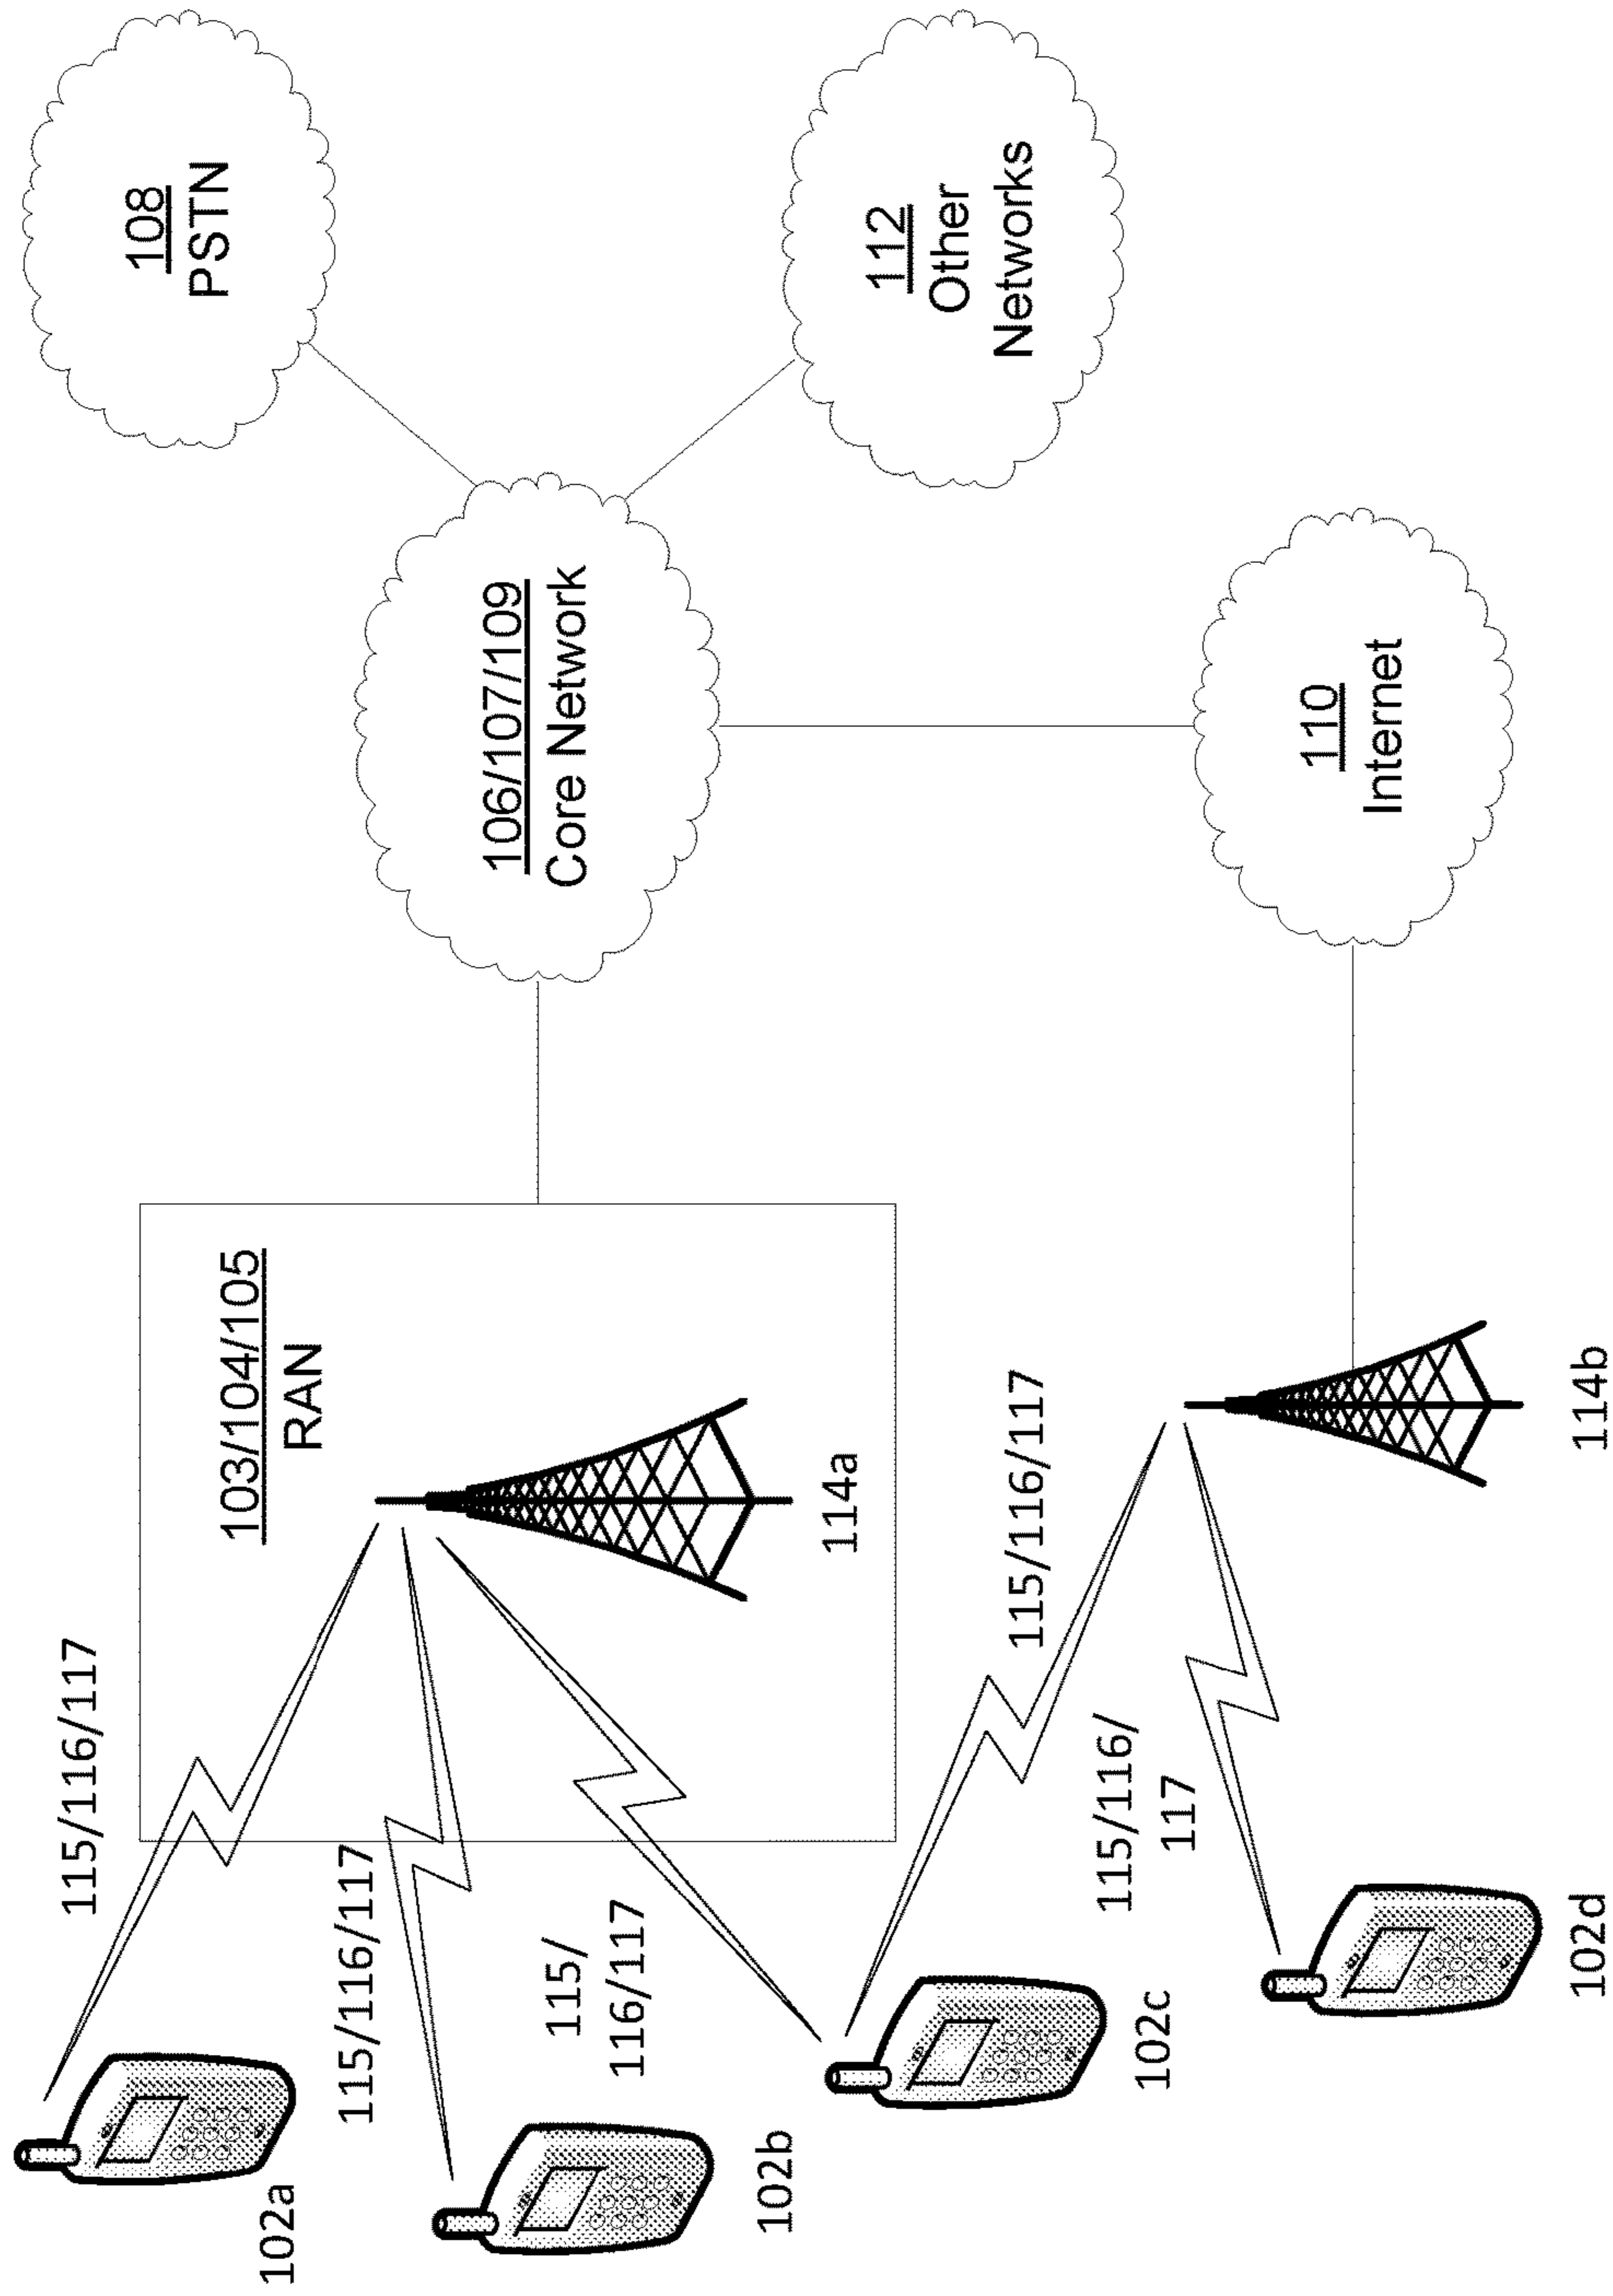 115/116/117
103/104/105
RAN
108
PSTN
102a
115/116/117
106/107/109
Core Network
115/
116/117
114a
112
Other
Networks
102b
115/116/117
102c
115/116/
117
110
Internet
102d
114b